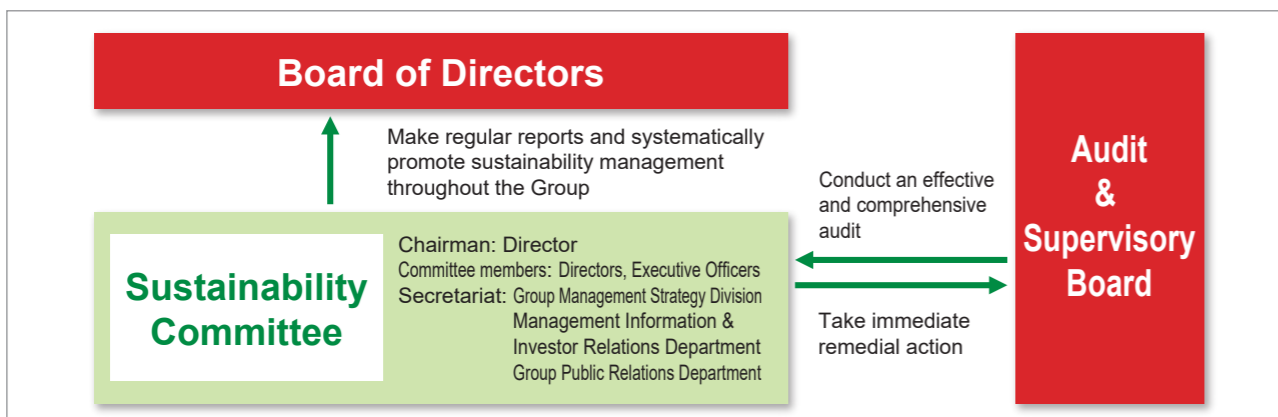 Board of Directors
Make regular reports and systematically
promote sustainability management
throughout the Group
Sustainability
Committee
Chairman: Director
Committee members: Directors, Executive Officers
Secretariat: Group Management Strategy Division
Management Information &
Investor Relations Department
Group Public Relations Department
Conduct an effective
and comprehensive
audit
Take immediate
remedial action
Audit
&
Supervisory
Board